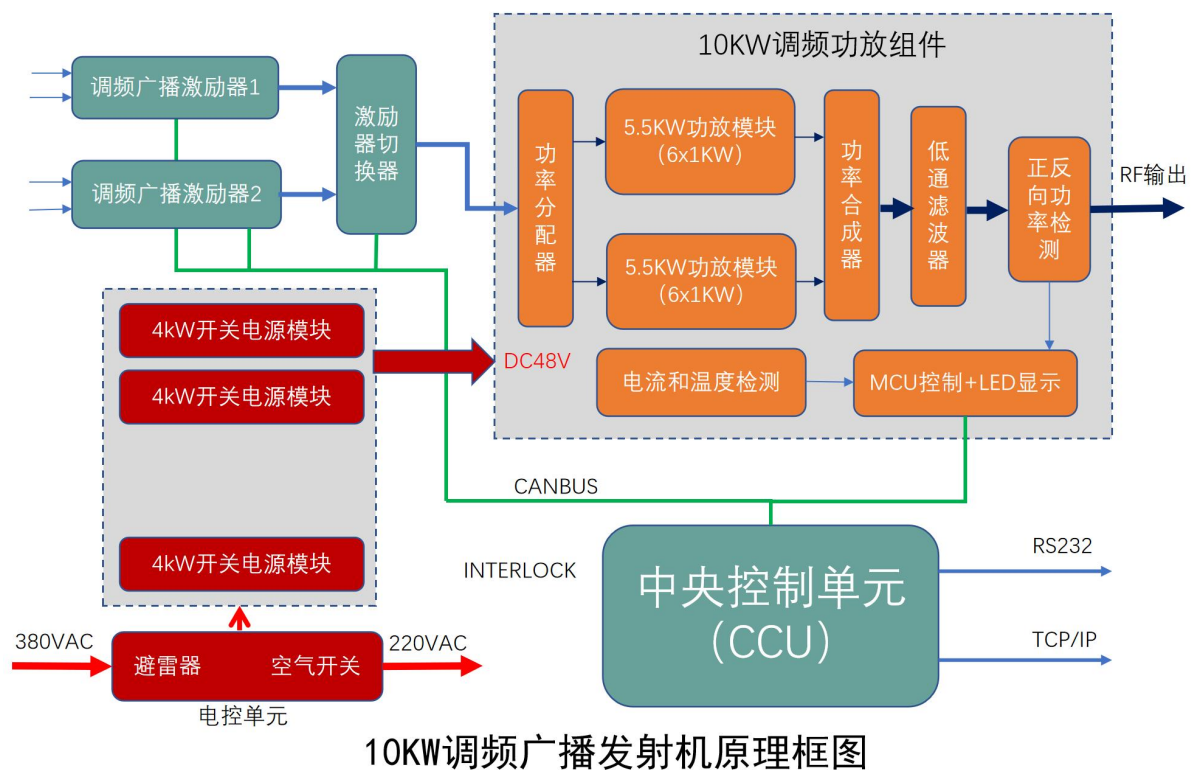 10KW调频功放组件
调频广播激励器1
调频广播激励器2
激励
器切
换器
功率分配器
5.5KW功放模块
（6x1KW）
5.5KW功放模块
（6x1KW）
功率合成器
低通滤波器
正反
向功
率检
测
RF输出
4kW开关电源模块
4kW开关电源模块
4kW开关电源模块
DC48V
电流和温度检测
MCU控制+LED显示
CANBUS
INTERLOCK
中央控制单元
（CCU）
RS232
TCP/IP
380VAC
避雷器
空气开关
220VAC
电控单元
10KW调频广播发射机原理框图